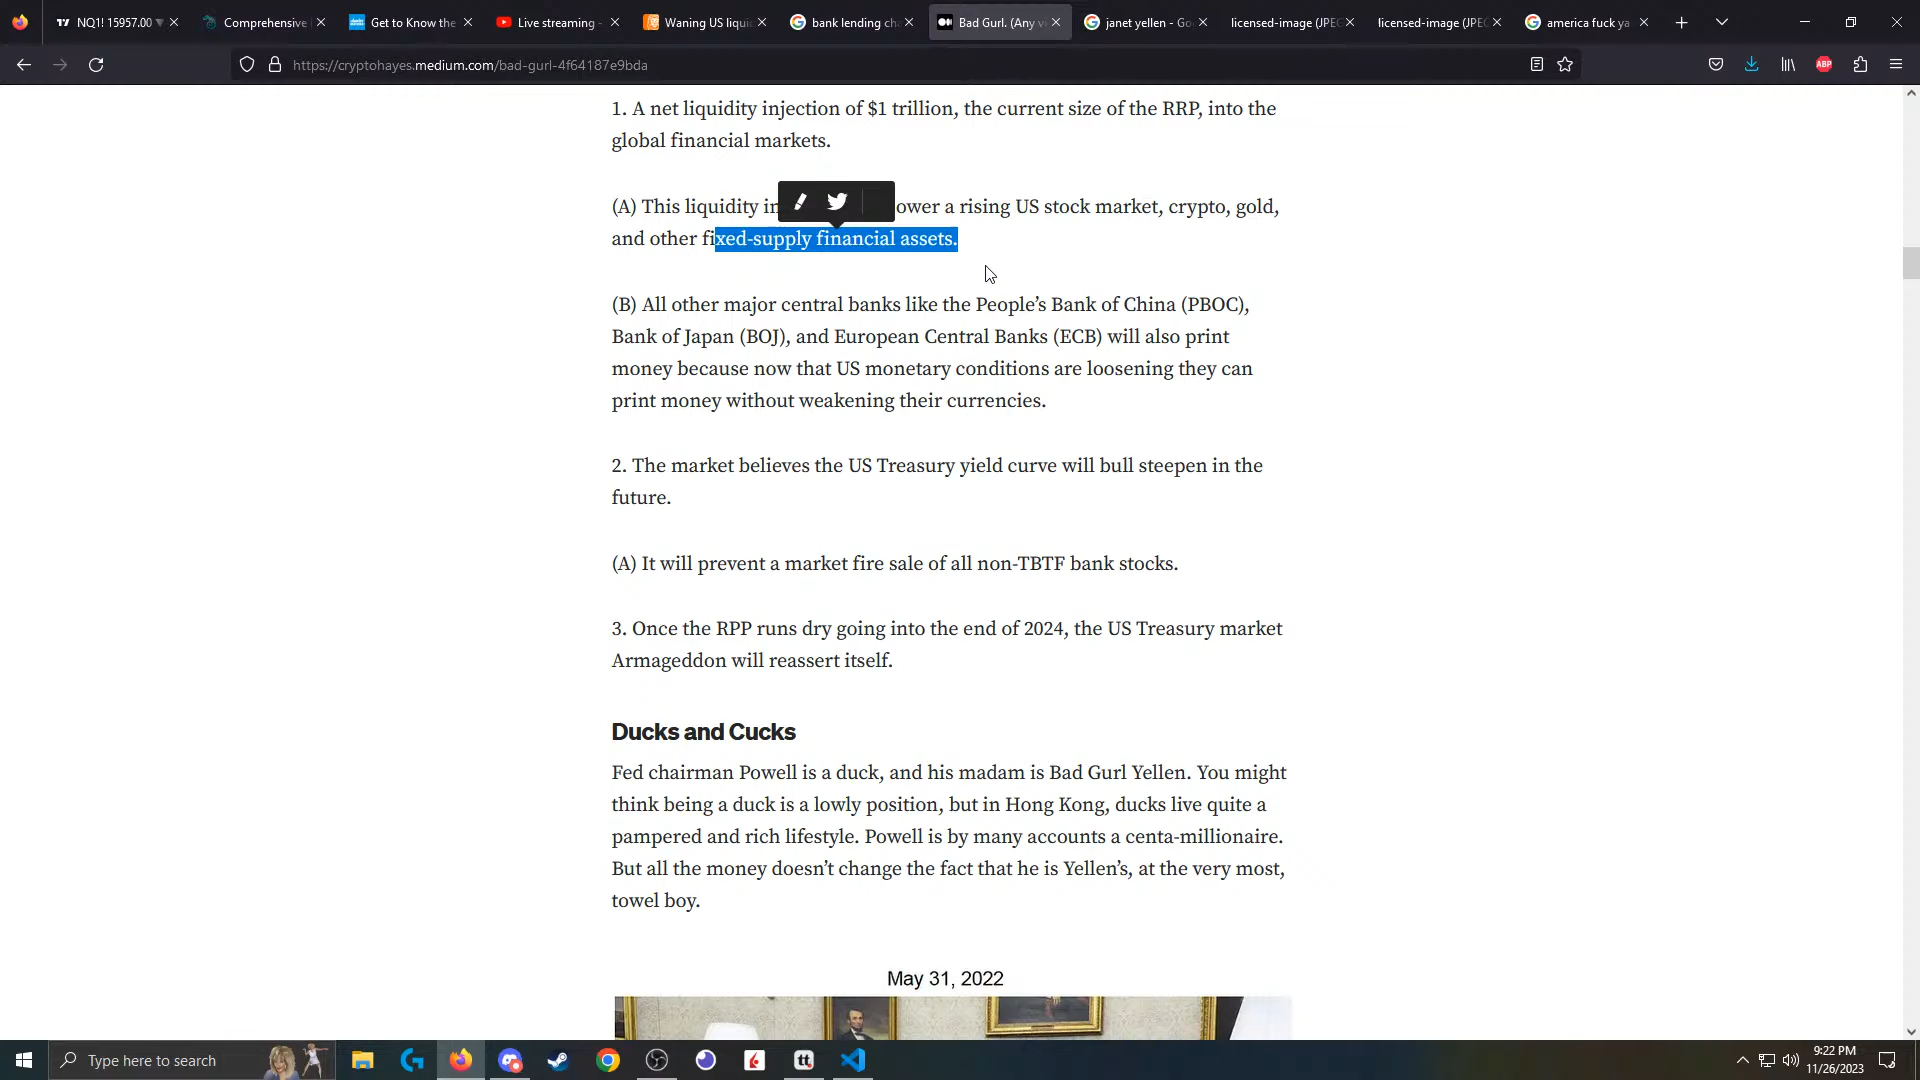 NQ1! 15957.00
Comprehensive
Get to Know the
Live streaming -
Waning US liqui
bank lending ch
Bad Gurl. (Any v
janet yellen - Go
licensed-image (JPEG
licensed-image (JPEG
america fuck ya
https://cryptohayes.medium.com/bad-gurl-4f64187e9bda
ABP
1. A net liquidity injection of $1 trillion, the current size of the RRP, into the
global financial markets.
(A) This liquidity in ower a rising US stock market, crypto, gold,
and other fixed-supply financial assets.
(B) All other major central banks like the People’s Bank of China (PBOC),
Bank of Japan (BOJ), and European Central Banks (ECB) will also print
money because now that US monetary conditions are loosening they can
print money without weakening their currencies.
2. The market believes the US Treasury yield curve will bull steepen in the
future.
(A) It will prevent a market fire sale of all non-TBTF bank stocks.
3. Once the RPP runs dry going into the end of 2024, the US Treasury market
Armageddon will reassert itself.
Ducks and Cucks
Fed chairman Powell is a duck, and his madam is Bad Gurl Yellen. You might
think being a duck is a lowly position, but in Hong Kong, ducks live quite a
pampered and rich lifestyle. Powell is by many accounts a centa-millionaire.
But all the money doesn’t change the fact that he is Yellen’s, at the very most,
towel boy.
May 31, 2022
Type here to search
tt
9:22 PM
11/26/2023